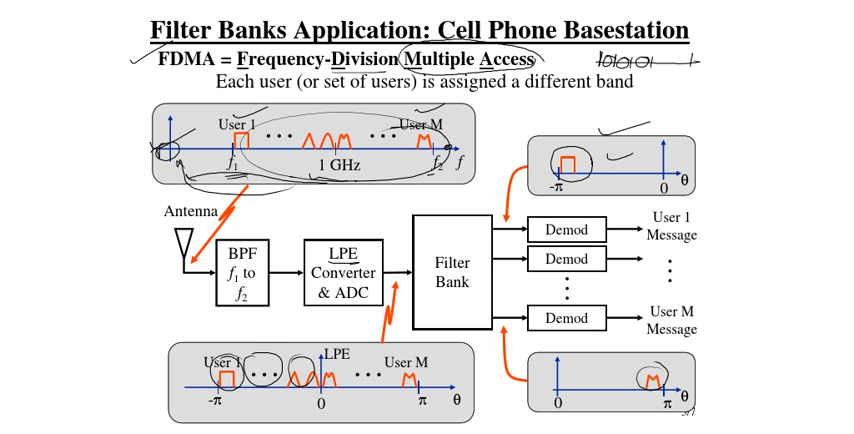 Filter Banks Application: Cell Phone Basestation
FDMA = Frequency-Division Multiple Access
1010101
Each user (or set of users) is assigned a different band
User 1 • • • • • • User M
f₁ 1 GHz f₂ f
-π 0 θ
Antenna
BPF
f₁ to
f₂
LPE
Converter
& ADC
Filter
Bank
Demod
User 1
Message
Demod
Demod
User M
Message
LPE
User 1 • • • • • • User M
-π 0 π θ
0 π θ